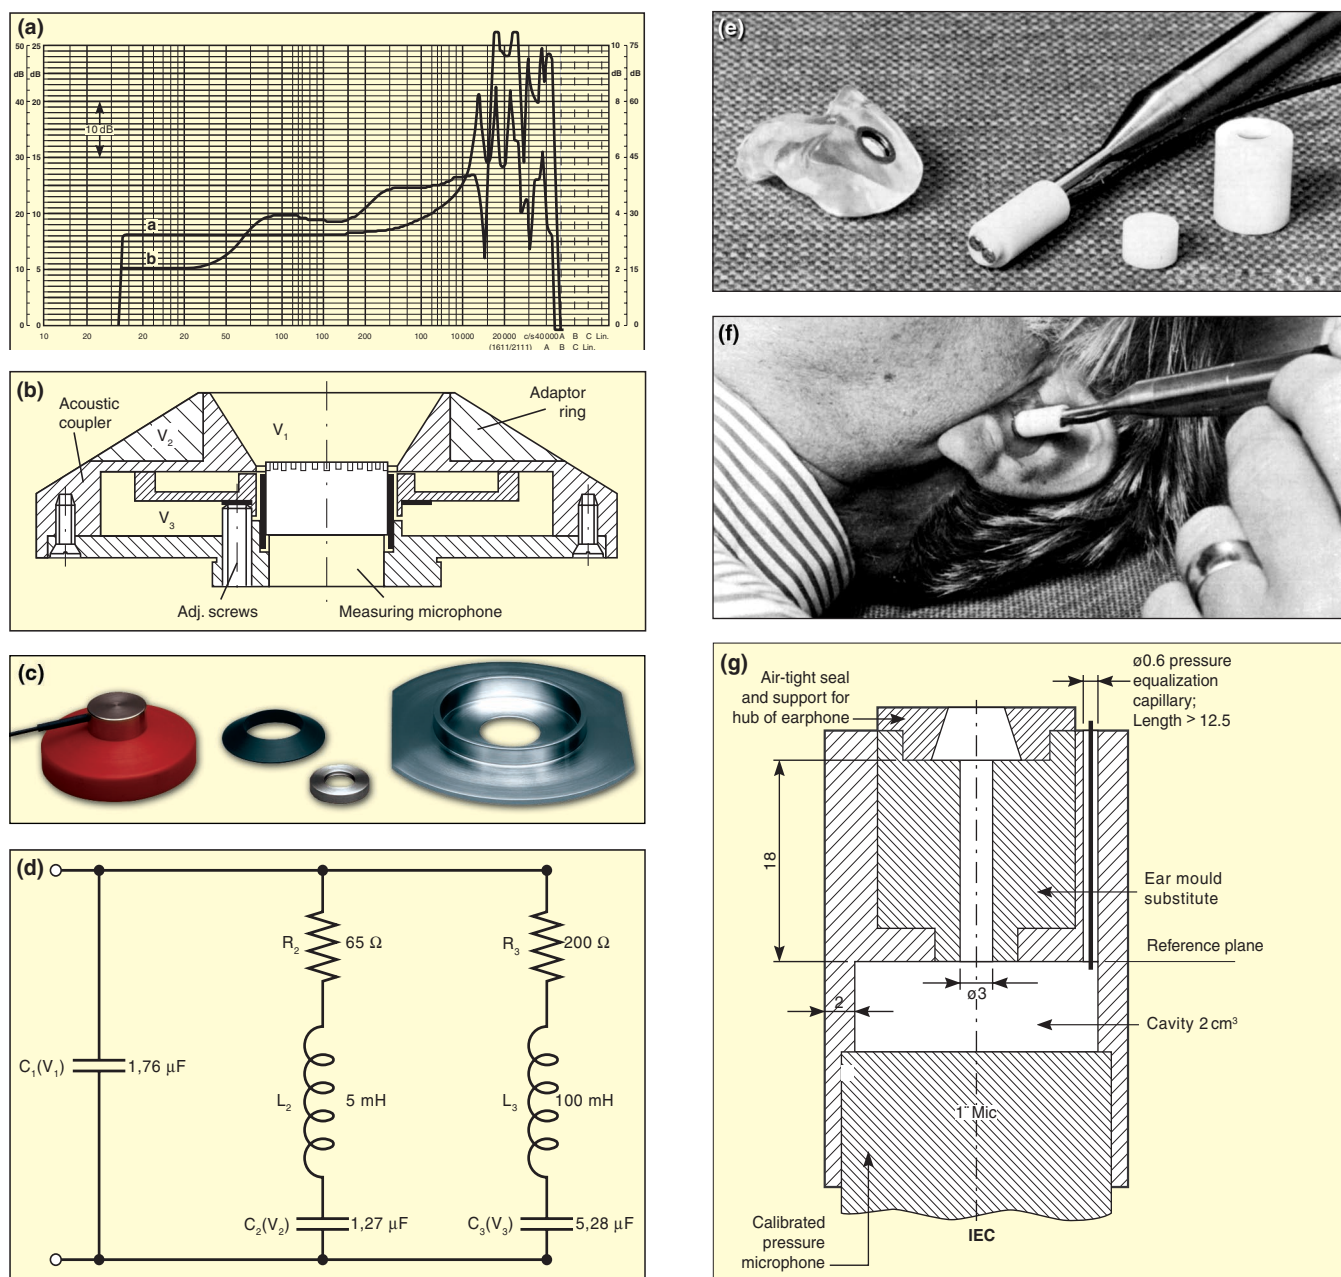 (a)
50 25 10 75
dB dB dB dB
40 20 8 60
10 dB
30 15 6 45
20 10 4 30
a
b
10 5 2 15
0 0 0 0
10 20 20 20 50 100 100 200 10000 20000 c/s 40000 A B C Lin.
(1611/2111) A B C Lin.
(b)
Acoustic
coupler
Adaptor
ring
V1
V2
V3
Adj. screws
Measuring microphone
(c)
(d)
R2 65 Ω
R3 200 Ω
C1(V1) 1,76 µF
L2 5 mH
L3 100 mH
C2(V2) 1,27 µF
C3(V3) 5,28 µF
(e)
(f)
(g)
Air-tight seal
and support for
hub of earphone
ø0.6 pressure
equalization
capillary;
Length > 12.5
18
Ear mould
substitute
Reference plane
ø3
2
Cavity 2 cm³
1¨ Mic
Calibrated
pressure
microphone
IEC